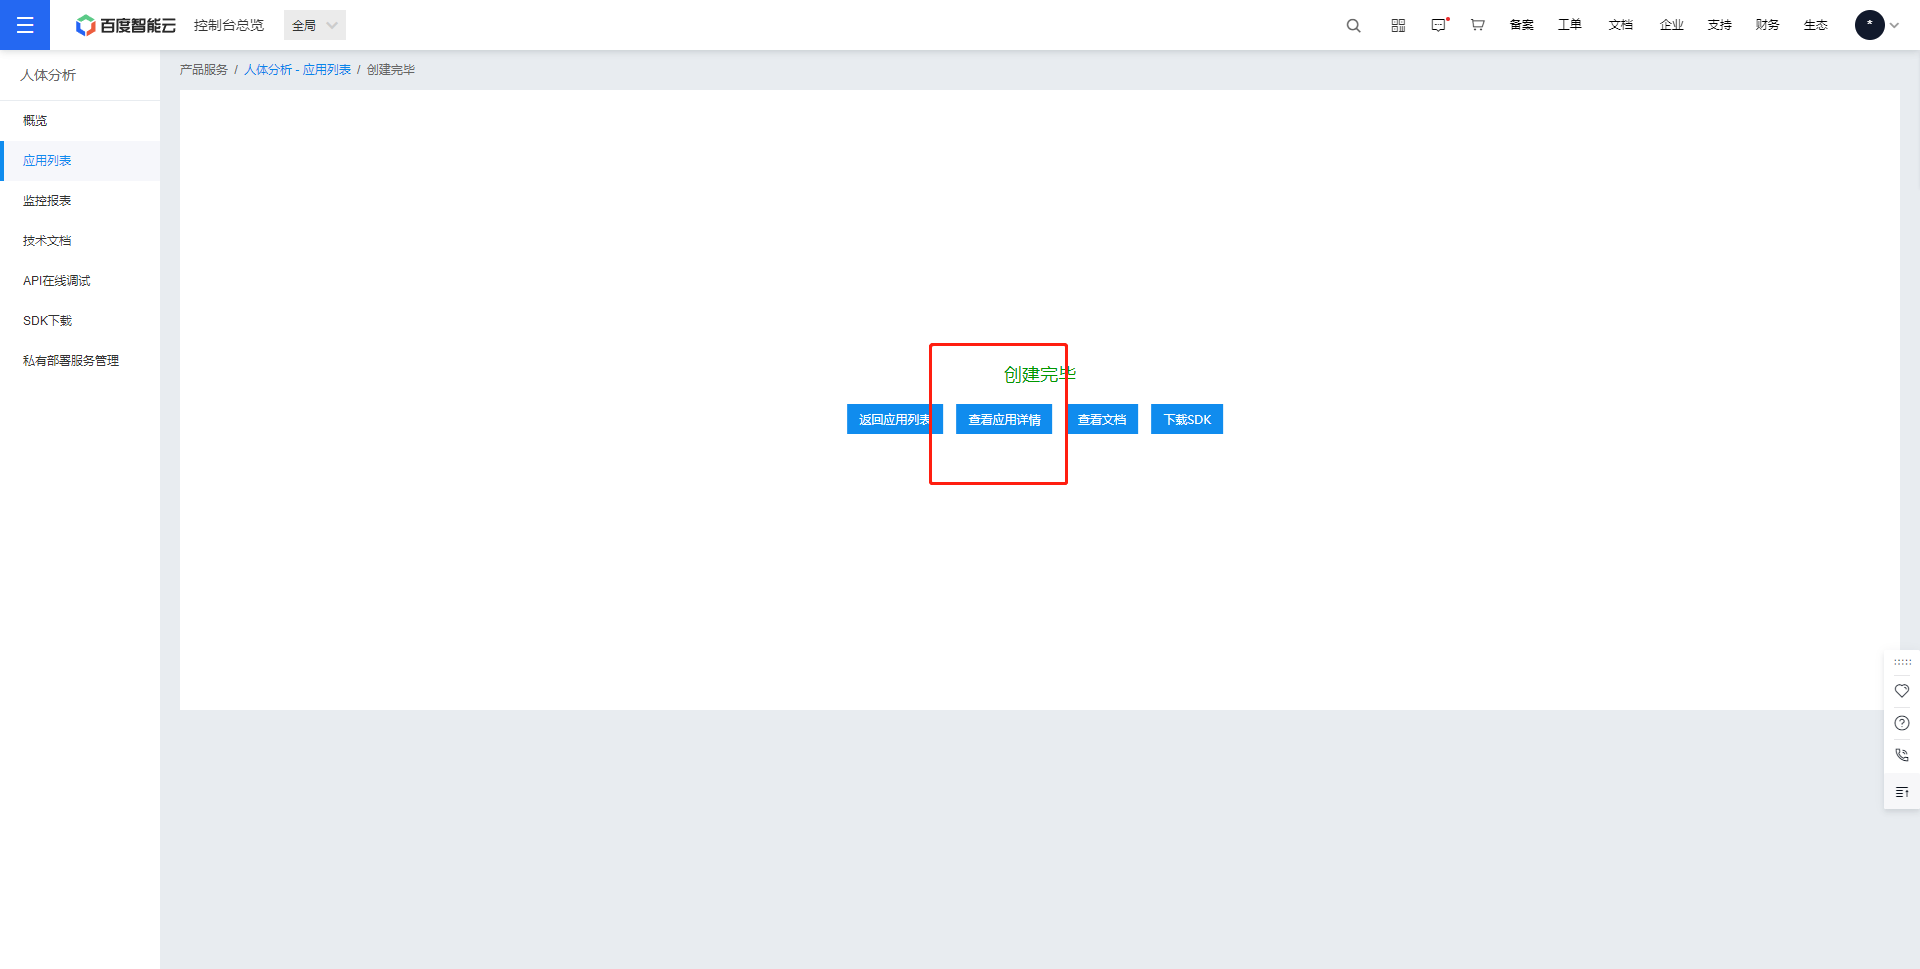 百度智能云 控制台总览 全局 备案 工单 文档 企业 支持 财务 生态 *
人体分析
概览
应用列表
监控报表
技术文档
API在线调试
SDK下载
私有部署服务管理
产品服务 / 人体分析 - 应用列表 / 创建完毕
创建完毕
返回应用列表 查看应用详情 查看文档 下载SDK